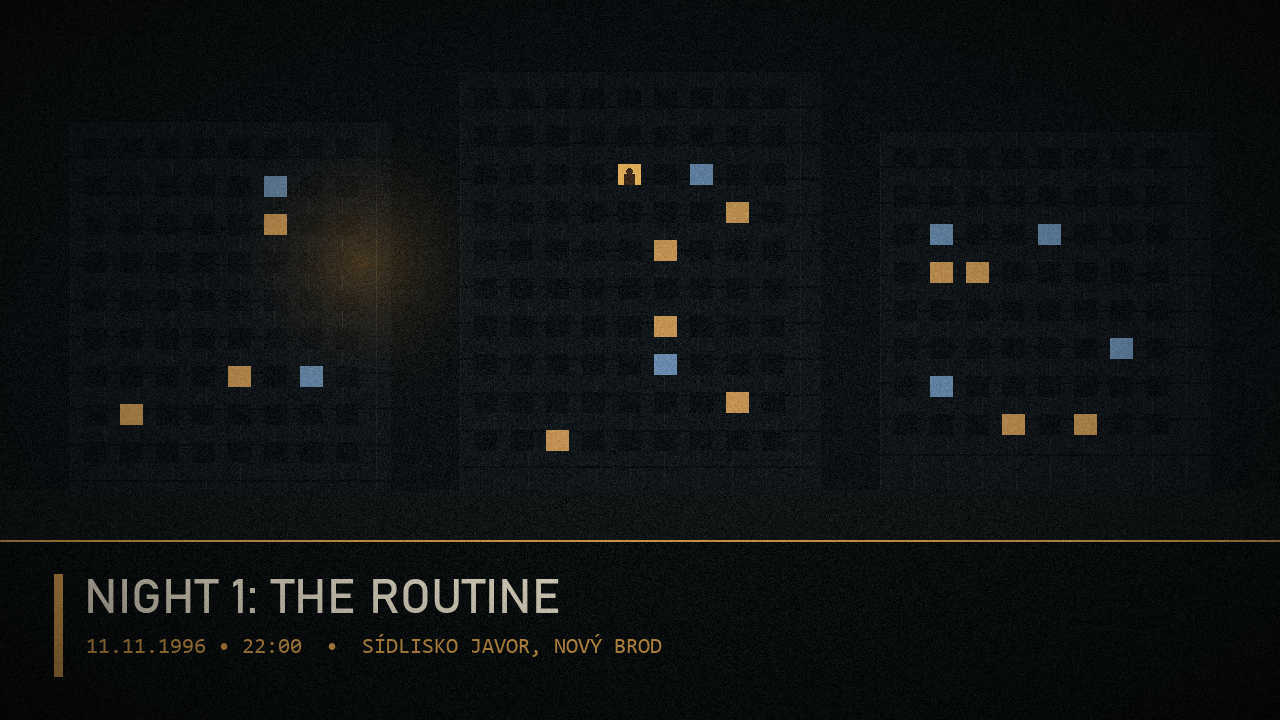 NIGHT 1: THE ROUTINE
11.11.1996 • 22:00 • SÍDLISKO JAVOR, NOVÝ BROD